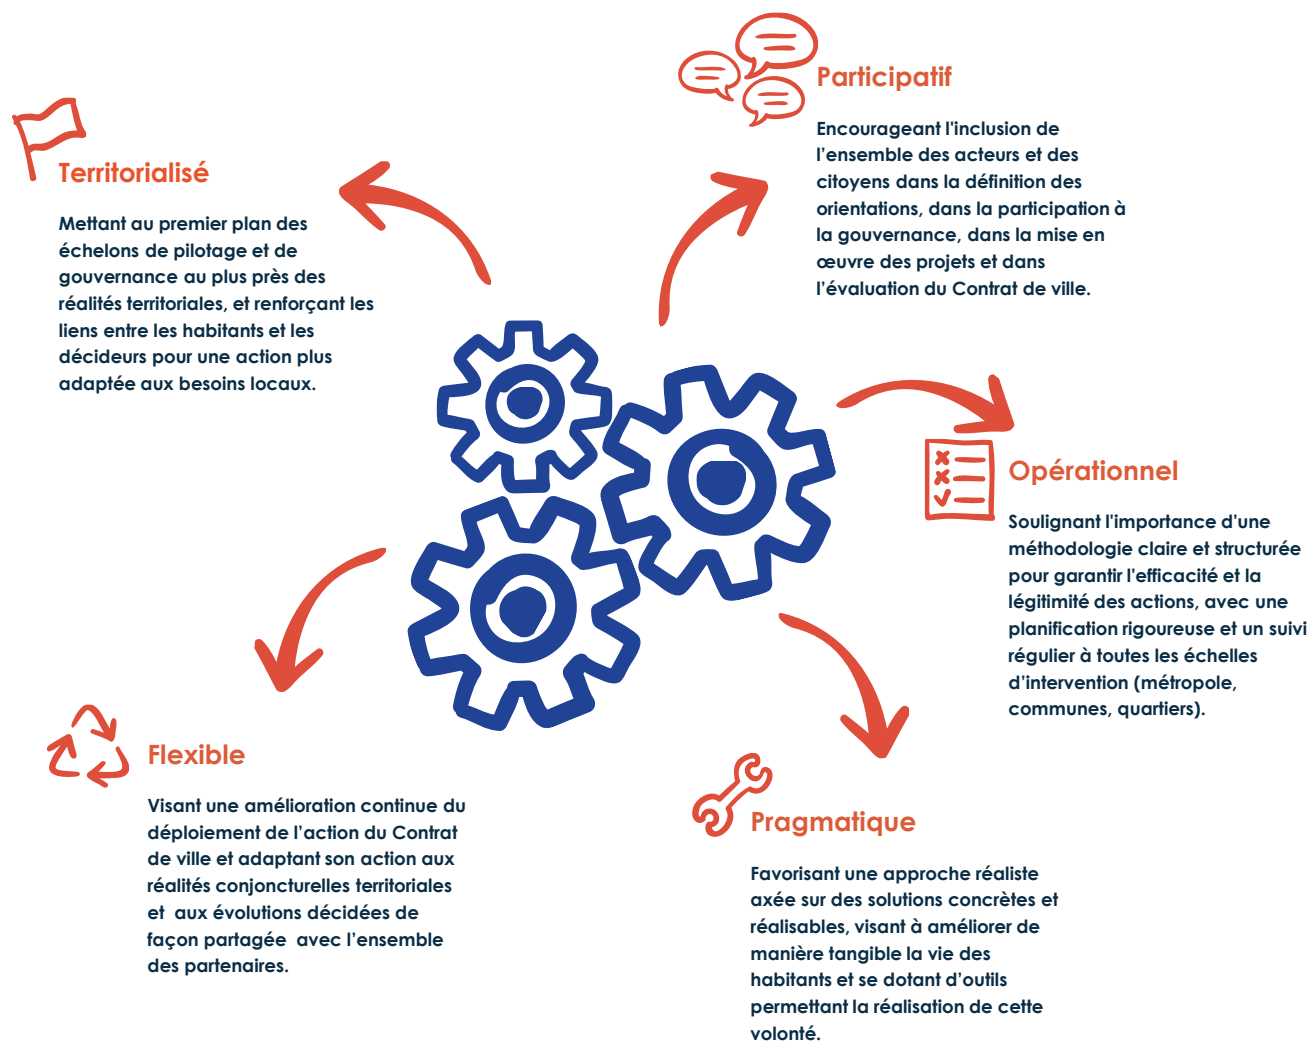 Participatif
Encourageant l'inclusion de
l'ensemble des acteurs et des
citoyens dans la définition des
orientations, dans la participation à
la gouvernance, dans la mise en
œuvre des projets et dans
l'évaluation du Contrat de ville.
Territorialisé
Mettant au premier plan des
échelons de pilotage et de
gouvernance au plus près des
réalités territoriales, et renforçant les
liens entre les habitants et les
décideurs pour une action plus
adaptée aux besoins locaux.
Opérationnel
Soulignant l'importance d'une
méthodologie claire et structurée
pour garantir l'efficacité et la
légitimité des actions, avec une
planification rigoureuse et un suivi
régulier à toutes les échelles
d'intervention (métropole,
communes, quartiers).
Flexible
Visant une amélioration continue du
déploiement de l'action du Contrat
de ville et adaptant son action aux
réalités conjoncturelles territoriales
et aux évolutions décidées de
façon partagée avec l'ensemble
des partenaires.
Pragmatique
Favorisant une approche réaliste
axée sur des solutions concrètes et
réalisables, visant à améliorer de
manière tangible la vie des
habitants et se dotant d'outils
permettant la réalisation de cette
volonté.